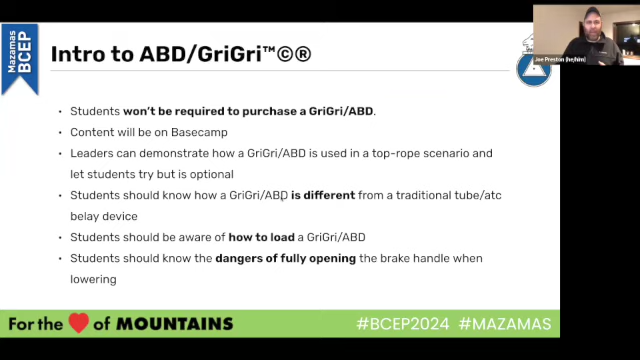 Mazamas
BCEP
Intro to ABD/GriGri™©®
Joe Preston (he/him)
• Students won't be required to purchase a GriGri/ABD.
• Content will be on Basecamp
• Leaders can demonstrate how a GriGri/ABD is used in a top-rope scenario and
let students try but is optional
• Students should know how a GriGri/ABD is different from a traditional tube/atc
belay device
• Students should be aware of how to load a GriGri/ABD
• Students should know the dangers of fully opening the brake handle when
lowering
For the ❤ of MOUNTAINS
#BCEP2024 #MAZAMAS